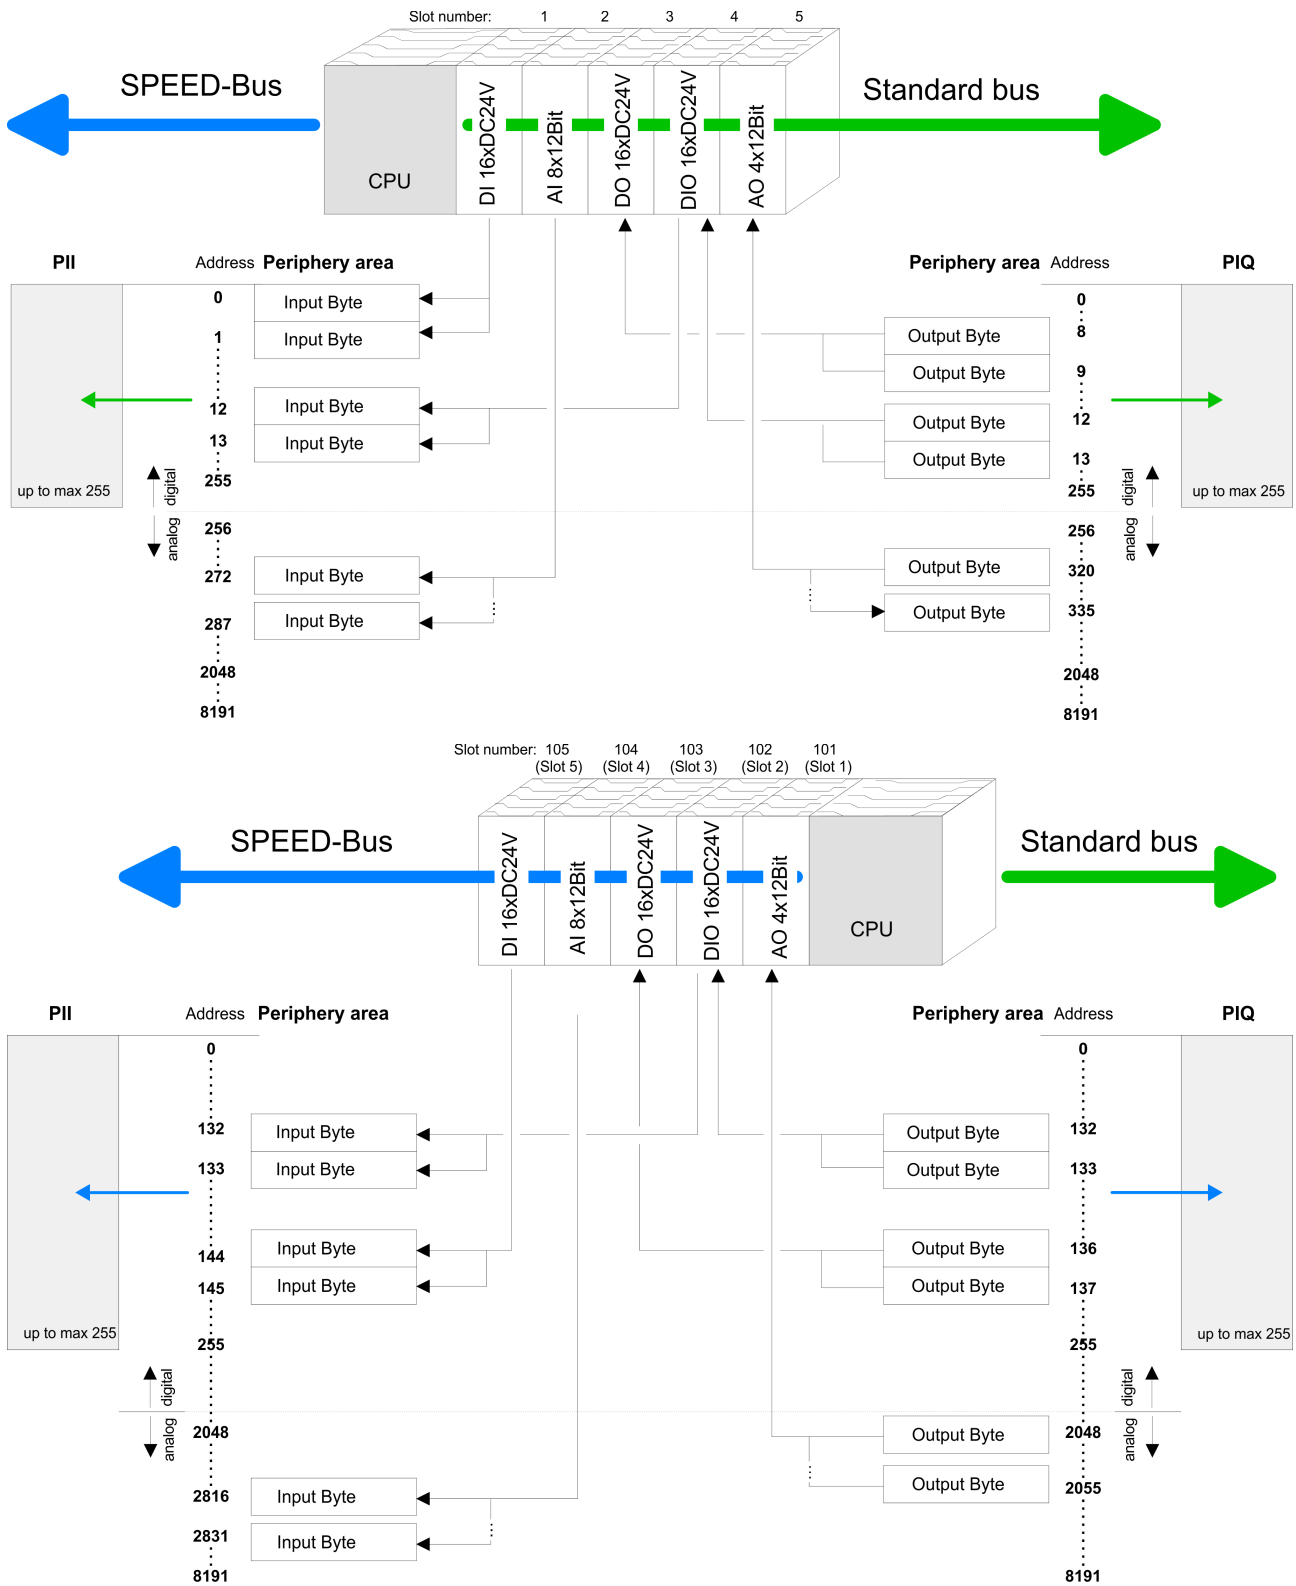 Slot number: 1 2 3 4 5
SPEED-Bus
Standard bus
CPU
DI 16xDC24V
AI 8x12Bit
DO 16xDC24V
DIO 16xDC24V
AO 4x12Bit
PII
Address
Periphery area
0
Input Byte
1
Input Byte
12
Input Byte
13
Input Byte
255
up to max 255
digital
analog
256
272
Input Byte
287
Input Byte
2048
8191
Periphery area
Address
PIQ
0
Output Byte
8
Output Byte
9
Output Byte
12
Output Byte
13
255
up to max 255
digital
analog
256
Output Byte
320
Output Byte
335
2048
8191
Slot number: 105 104 103 102 101
(Slot 5) (Slot 4) (Slot 3) (Slot 2) (Slot 1)
SPEED-Bus
Standard bus
DI 16xDC24V
AI 8x12Bit
DO 16xDC24V
DIO 16xDC24V
AO 4x12Bit
CPU
PII
Address
Periphery area
0
132
Input Byte
133
Input Byte
144
Input Byte
145
Input Byte
up to max 255
255
digital
analog
2048
2816
Input Byte
2831
Input Byte
8191
Periphery area
Address
PIQ
0
Output Byte
132
Output Byte
133
Output Byte
136
Output Byte
137
up to max 255
255
digital
analog
Output Byte
2048
Output Byte
2055
8191